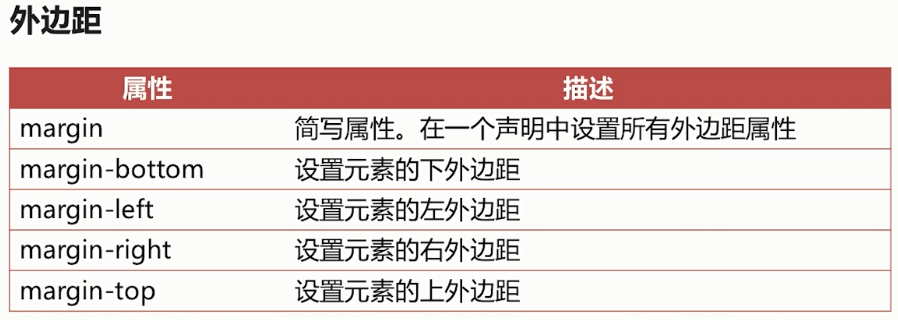 外边距
属性 描述
margin 简写属性。在一个声明中设置所有外边距属性
margin-bottom 设置元素的下外边距
margin-left 设置元素的左外边距
margin-right 设置元素的右外边距
margin-top 设置元素的上外边距